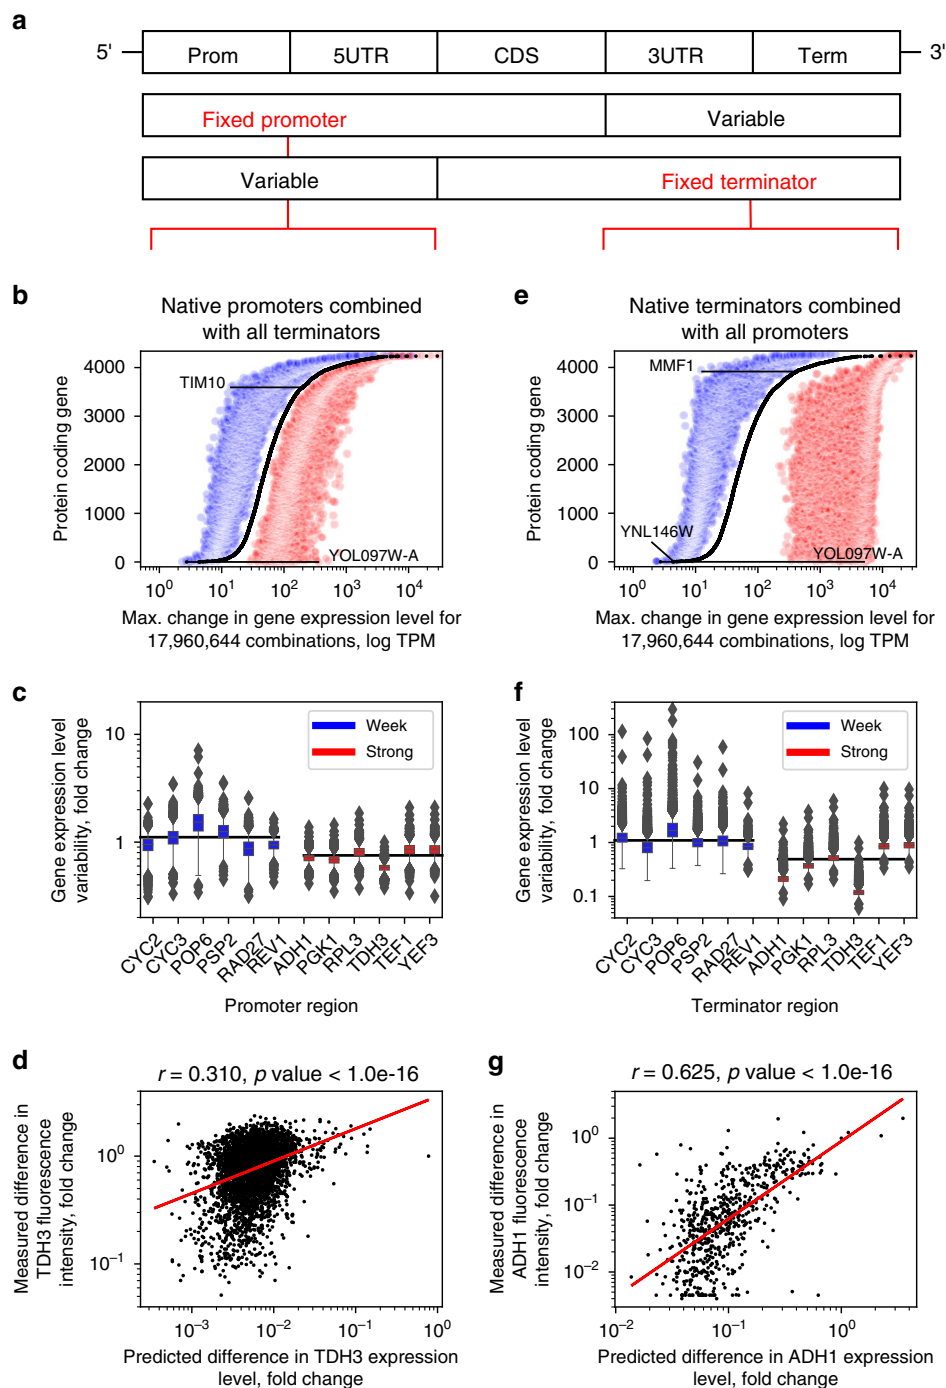 a
5' Prom 5UTR CDS 3UTR Term 3'
Fixed promoter Variable
Variable Fixed terminator
b
Native promoters combined
with all terminators
Protein coding gene
4000
3000
2000
1000
0
TIM10
YOL097W-A
10^0 10^1 10^2 10^3 10^4
Max. change in gene expression level for
17,960,644 combinations, log TPM
e
Native terminators combined
with all promoters
Protein coding gene
4000
3000
2000
1000
0
MMF1
YNL146W
YOL097W-A
10^0 10^1 10^2 10^3 10^4
Max. change in gene expression level for
17,960,644 combinations, log TPM
c
Gene expression level
variability, fold change
10
1
Week
Strong
CYC2 CYC3 POP6 PSP2 RAD27 REV1 ADH1 PGK1 RPL3 TDH3 TEF1 YEF3
Promoter region
f
Gene expression level
variability, fold change
100
10
1
0.1
Week
Strong
CYC2 CYC3 POP6 PSP2 RAD27 REV1 ADH1 PGK1 RPL3 TDH3 TEF1 YEF3
Terminator region
d
r = 0.310, p value < 1.0e-16
Measured difference in
TDH3 fluorescence
intensity, fold change
10^0
10^−1
10^−3 10^−2 10^−1 10^0
Predicted difference in TDH3 expression
level, fold change
g
r = 0.625, p value < 1.0e-16
Measured difference in
ADH1 fluorescence
intensity, fold change
10^0
10^−1
10^−2
10^−2 10^−1 10^0
Predicted difference in ADH1 expression
level, fold change